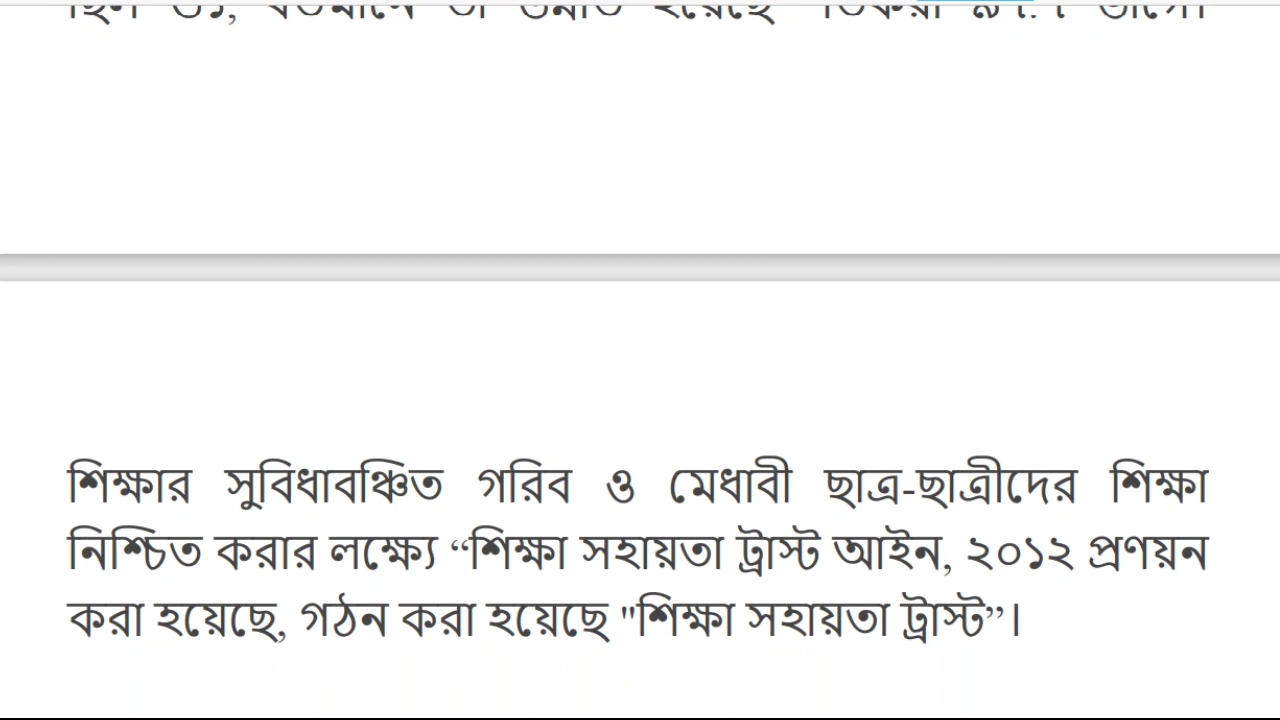 শিক্ষার সুবিধাবঞ্চিত গরিব ও মেধাবী ছাত্র-ছাত্রীদের শিক্ষা
নিশ্চিত করার লক্ষ্যে “শিক্ষা সহায়তা ট্রাস্ট আইন, ২০১২ প্রণয়ন
করা হয়েছে, গঠন করা হয়েছে "শিক্ষা সহায়তা ট্রাস্ট”।